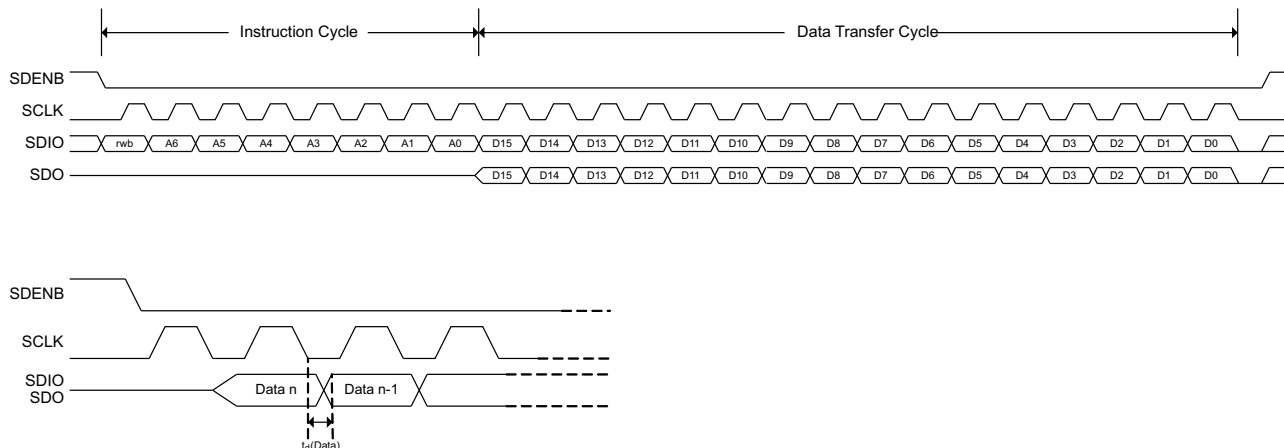 Instruction Cycle Data Transfer Cycle
SDENB
SCLK
SDIO rwb A6 A5 A4 A3 A2 A1 A0 D15 D14 D13 D12 D11 D10 D9 D8 D7 D6 D5 D4 D3 D2 D1 D0
SDO D15 D14 D13 D12 D11 D10 D9 D8 D7 D6 D5 D4 D3 D2 D1 D0
SDENB
SCLK
SDIO
SDO
Data n Data n-1
td(Data)